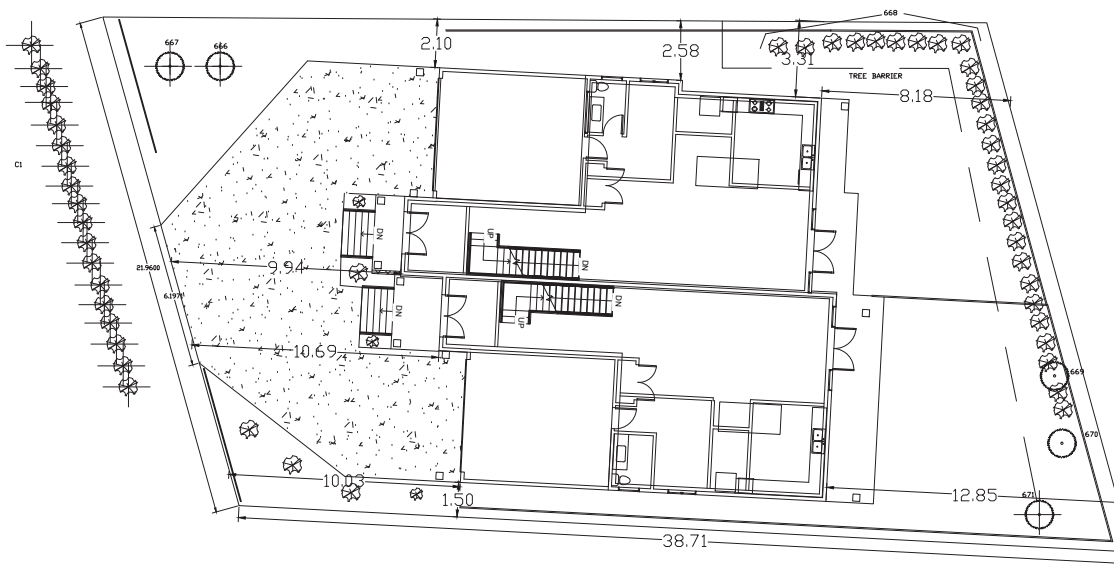 668
667
666
2.10
2.58
3.31
TREE BARRIER
8.18
C1
UP
DN
DN
21.9600
9.94
6.197
DN
UP
DN
10.69
669
670
10.03
1.50
671
12.85
38.71